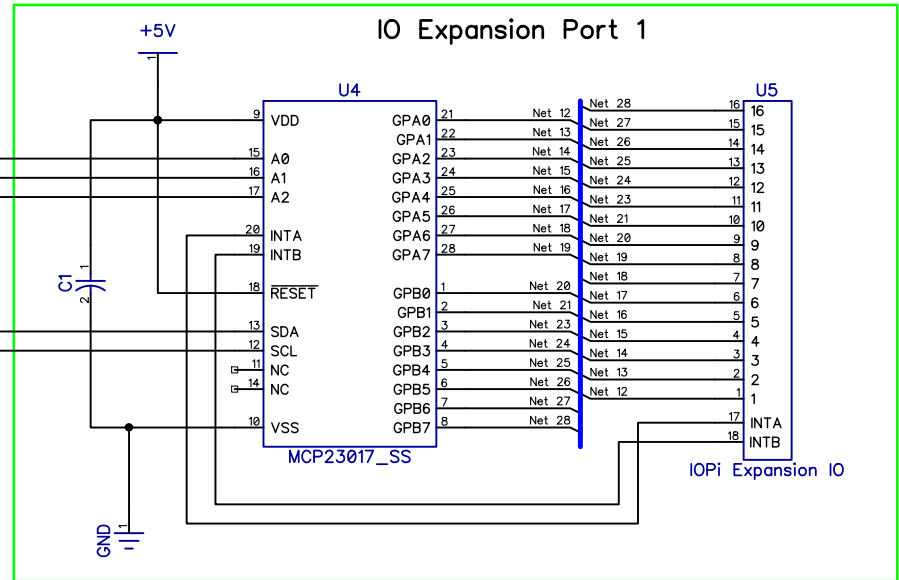 IO Expansion Port 1
+5V
1
U4
U5
9 VDD
15 A0
16 A1
17 A2
20 INTA
19 INTB
18 RESET
13 SDA
12 SCL
11 NC
14 NC
10 VSS
GPA0 21 Net 12
GPA1 22 Net 13
GPA2 23 Net 14
GPA3 24 Net 15
GPA4 25 Net 16
GPA5 26 Net 17
GPA6 27 Net 18
GPA7 28 Net 19
GPB0 1 Net 20
GPB1 2 Net 21
GPB2 3 Net 23
GPB3 4 Net 24
GPB4 5 Net 25
GPB5 6 Net 26
GPB6 7 Net 27
GPB7 8 Net 28
MCP23017_SS
Net 28 16 16
Net 27 15 15
Net 26 14 14
Net 25 13 13
Net 24 12 12
Net 23 11 11
Net 21 10 10
Net 20 9 9
Net 19 8 8
Net 18 7 7
Net 17 6 6
Net 16 5 5
Net 15 4 4
Net 14 3 3
Net 13 2 2
Net 12 1 1
17 INTA
18 INTB
IOPi Expansion IO
C1
1
2
GND
1